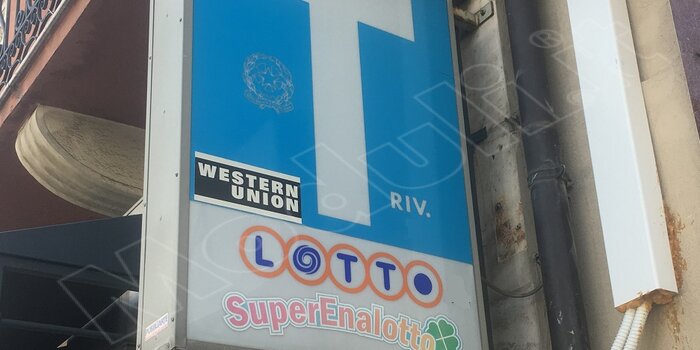 T
WESTERN
UNION
RIV.
LOTTO
SuperEnalotto